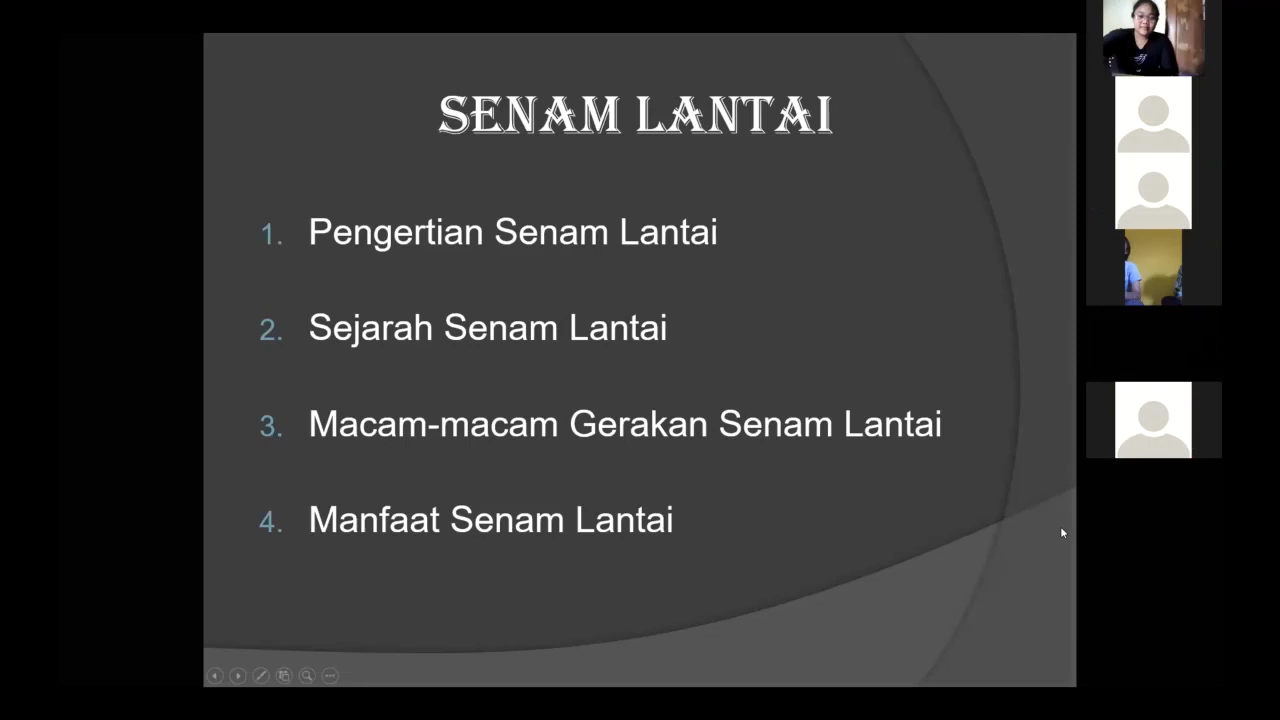 SENAM LANTAI
1. Pengertian Senam Lantai
2. Sejarah Senam Lantai
3. Macam-macam Gerakan Senam Lantai
4. Manfaat Senam Lantai